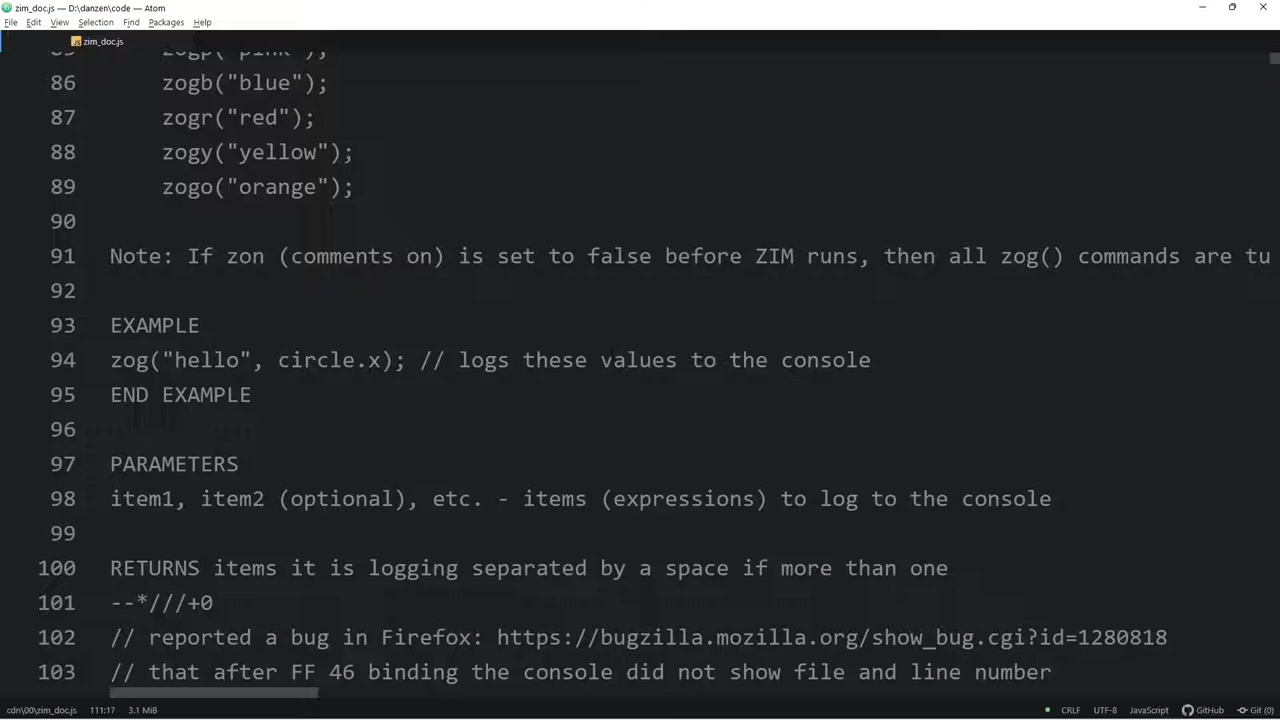 zim_doc.js — D:\danzen\code — Atom
File Edit View Selection Find Packages Help
zim_doc.js
85 zogp("pink");
86 zogb("blue");
87 zogr("red");
88 zogy("yellow");
89 zogo("orange");
90
91 Note: If zon (comments on) is set to false before ZIM runs, then all zog() commands are tu
92
93 EXAMPLE
94 zog("hello", circle.x); // logs these values to the console
95 END EXAMPLE
96
97 PARAMETERS
98 item1, item2 (optional), etc. - items (expressions) to log to the console
99
100 RETURNS items it is logging separated by a space if more than one
101 --*///+0
102 // reported a bug in Firefox: https://bugzilla.mozilla.org/show_bug.cgi?id=1280818
103 // that after FF 46 binding the console did not show file and line number
cdn\00\zim_doc.js 111:17 3.1 MiB CRLF UTF-8 JavaScript GitHub Git (0)